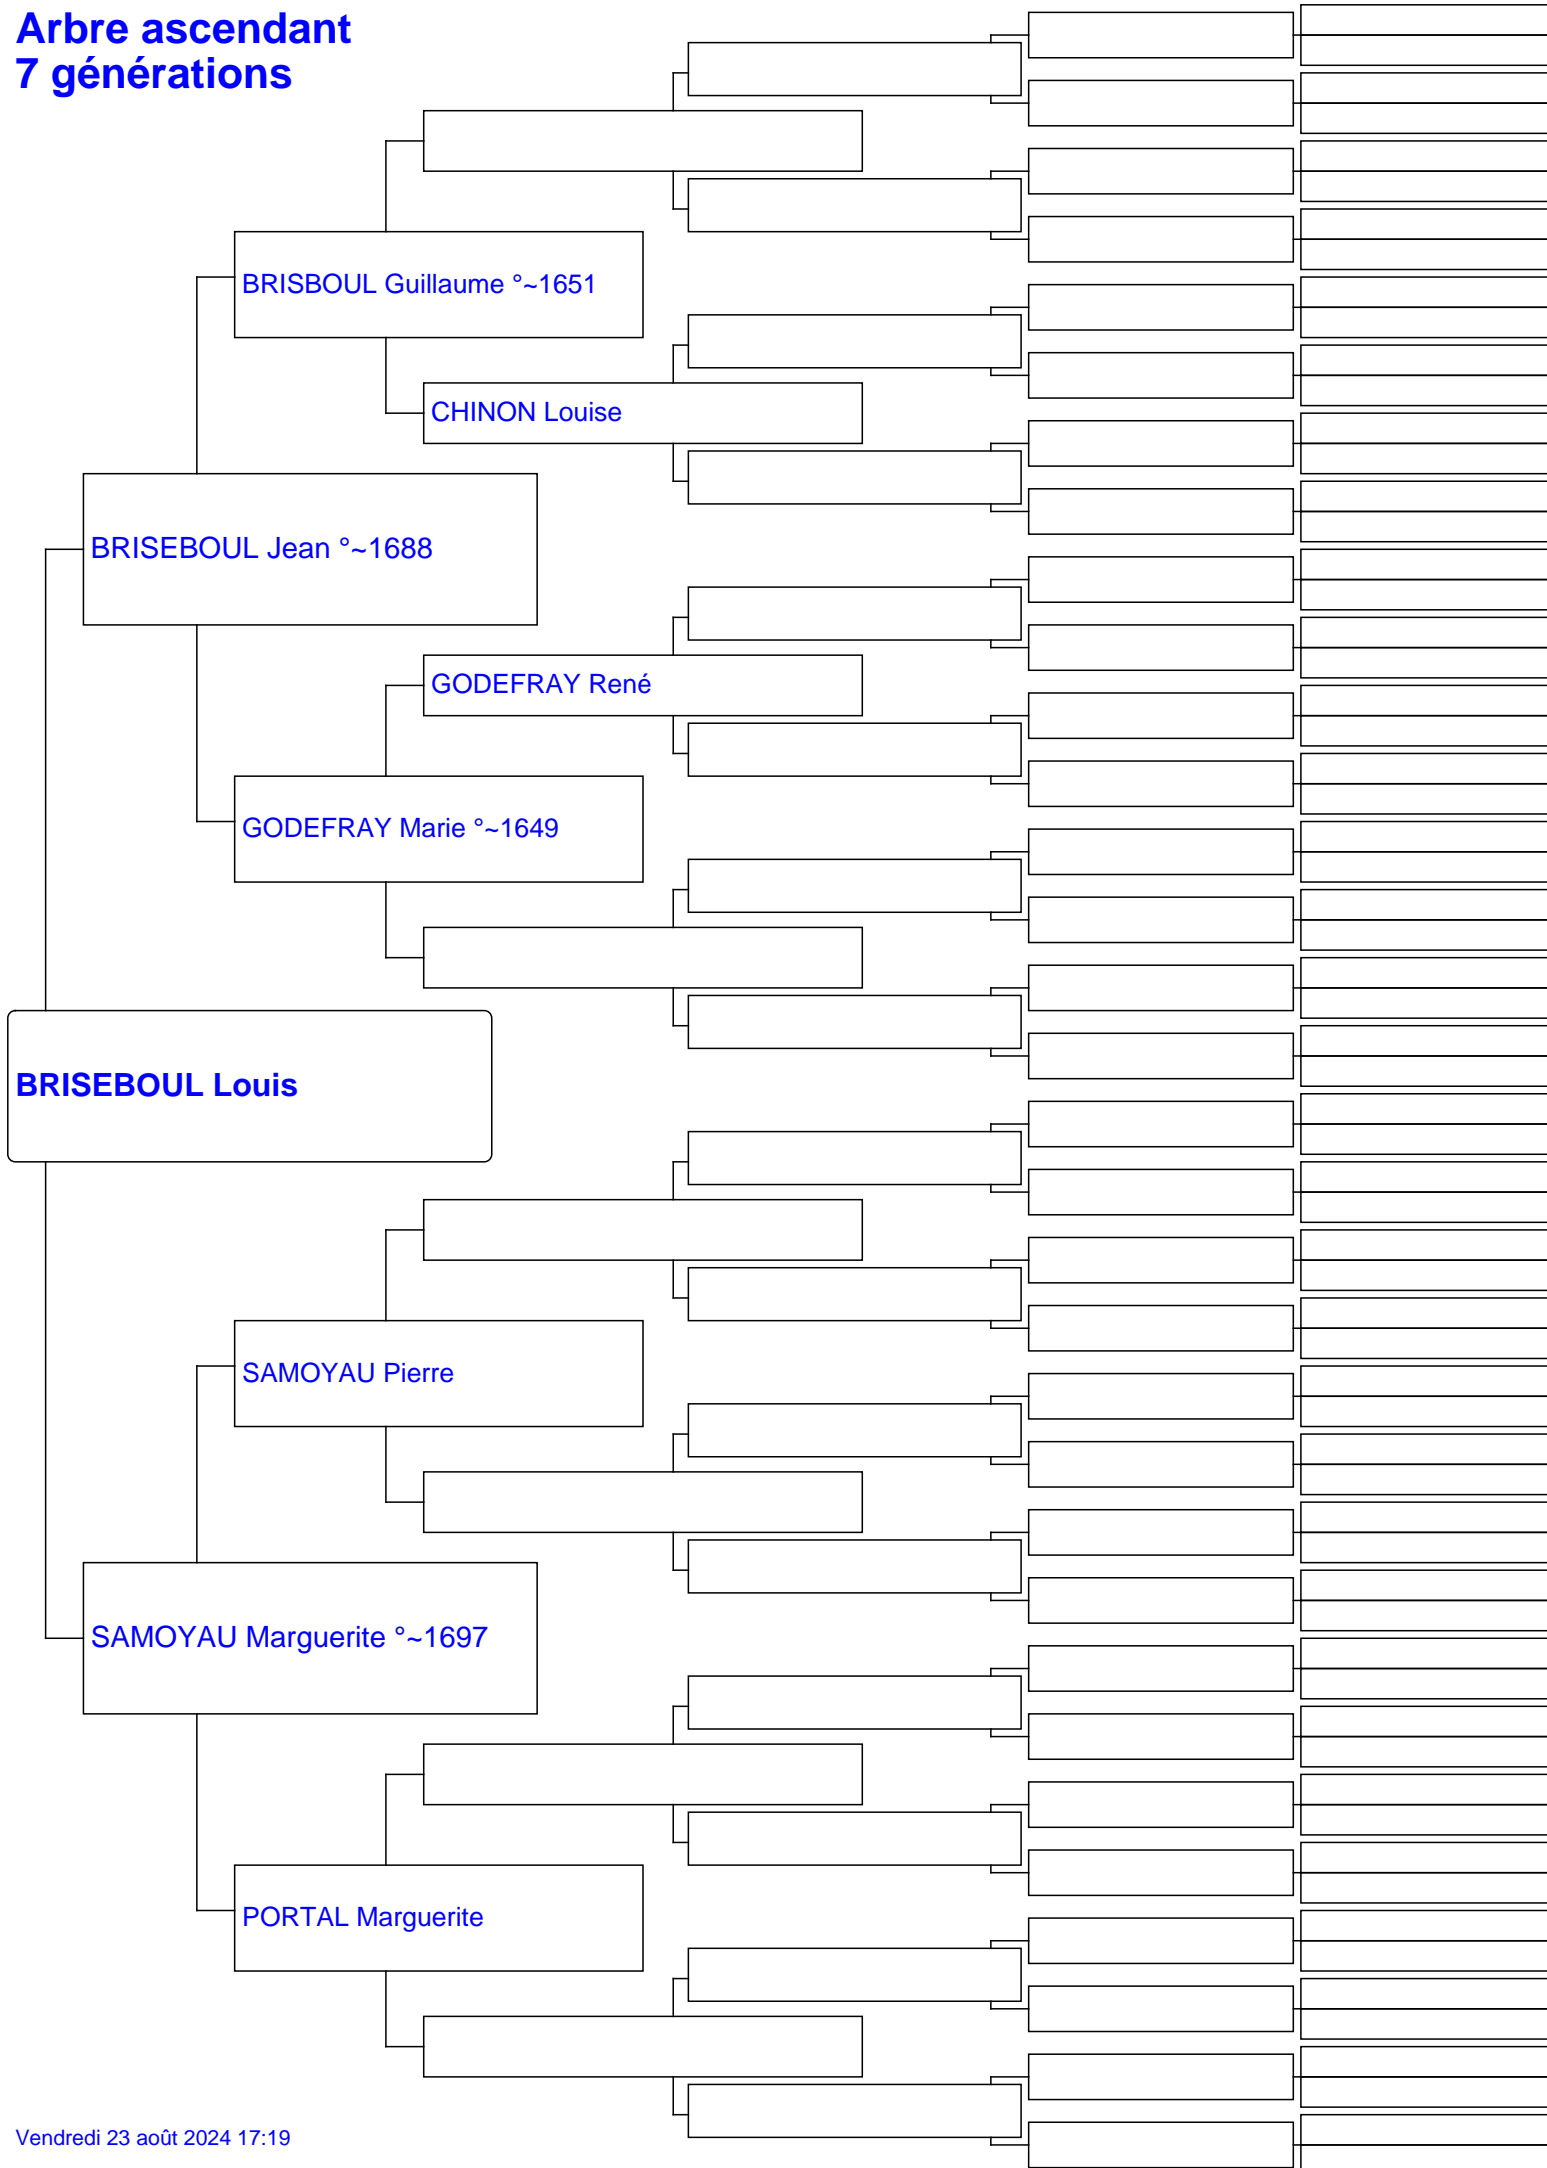 Arbre ascendant
7 générations
BRISBOUL Guillaume °~1651
CHINON Louise
BRISEBOUL Jean °~1688
GODEFRAY René
GODEFRAY Marie °~1649
BRISEBOUL Louis
SAMOYAU Pierre
SAMOYAU Marguerite °~1697
PORTAL Marguerite
Vendredi 23 août 2024 17:19